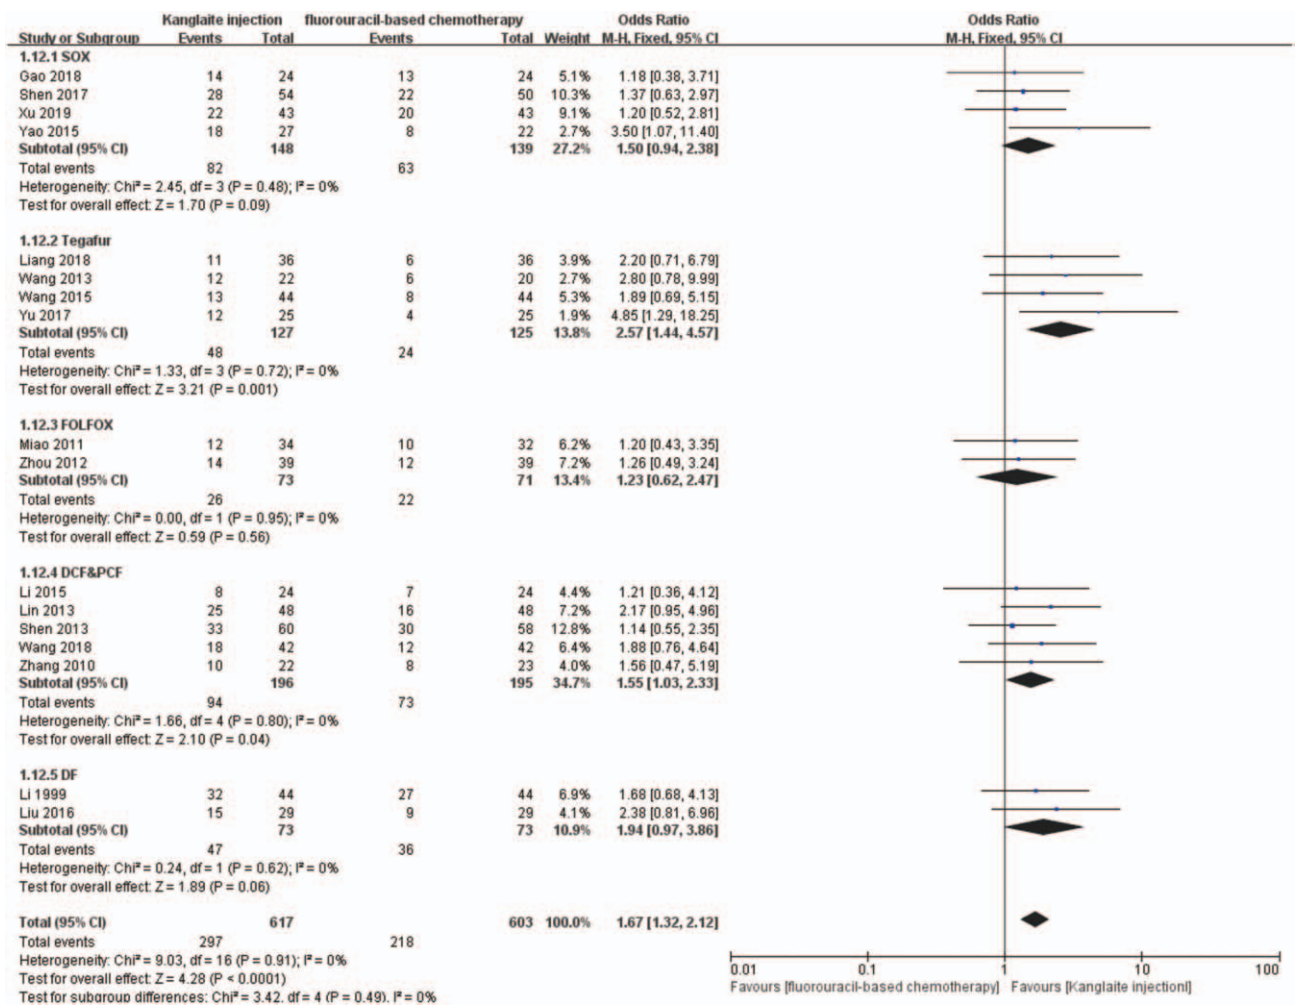 Kanglaite injection fluorouracil-based chemotherapy Odds Ratio Odds Ratio
Study or Subgroup Events Total Events Total Weight M-H, Fixed, 95% CI M-H, Fixed, 95% CI
1.12.1 SOX
Gao 2018 14 24 13 24 5.1% 1.18 [0.38, 3.71]
Shen 2017 28 54 22 50 10.3% 1.37 [0.63, 2.97]
Xu 2019 22 43 20 43 9.1% 1.20 [0.52, 2.81]
Yao 2015 18 27 8 22 2.7% 3.50 [1.07, 11.40]
Subtotal (95% CI) 148 139 27.2% 1.50 [0.94, 2.38]
Total events 82 63
Heterogeneity: Chi² = 2.45, df = 3 (P = 0.48); I² = 0%
Test for overall effect: Z = 1.70 (P = 0.09)
1.12.2 Tegafur
Liang 2018 11 36 6 36 3.9% 2.20 [0.71, 6.79]
Wang 2013 12 22 6 20 2.7% 2.80 [0.78, 9.99]
Wang 2015 13 44 8 44 5.3% 1.89 [0.69, 5.15]
Yu 2017 12 25 4 25 1.9% 4.85 [1.29, 18.25]
Subtotal (95% CI) 127 125 13.8% 2.57 [1.44, 4.57]
Total events 48 24
Heterogeneity: Chi² = 1.33, df = 3 (P = 0.72); I² = 0%
Test for overall effect: Z = 3.21 (P = 0.001)
1.12.3 FOLFOX
Miao 2011 12 34 10 32 6.2% 1.20 [0.43, 3.35]
Zhou 2012 14 39 12 39 7.2% 1.26 [0.49, 3.24]
Subtotal (95% CI) 73 71 13.4% 1.23 [0.62, 2.47]
Total events 26 22
Heterogeneity: Chi² = 0.00, df = 1 (P = 0.95); I² = 0%
Test for overall effect: Z = 0.59 (P = 0.56)
1.12.4 DCF&PCF
Li 2015 8 24 7 24 4.4% 1.21 [0.36, 4.12]
Lin 2013 25 48 16 48 7.2% 2.17 [0.95, 4.96]
Shen 2013 33 60 30 58 12.8% 1.14 [0.55, 2.35]
Wang 2018 18 42 12 42 6.4% 1.88 [0.76, 4.64]
Zhang 2010 10 22 8 23 4.0% 1.56 [0.47, 5.19]
Subtotal (95% CI) 196 195 34.7% 1.55 [1.03, 2.33]
Total events 94 73
Heterogeneity: Chi² = 1.66, df = 4 (P = 0.80); I² = 0%
Test for overall effect: Z = 2.10 (P = 0.04)
1.12.5 DF
Li 1999 32 44 27 44 6.9% 1.68 [0.68, 4.13]
Liu 2016 15 29 9 29 4.1% 2.38 [0.81, 6.96]
Subtotal (95% CI) 73 73 10.9% 1.94 [0.97, 3.86]
Total events 47 36
Heterogeneity: Chi² = 0.24, df = 1 (P = 0.62); I² = 0%
Test for overall effect: Z = 1.89 (P = 0.06)
Total (95% CI) 617 603 100.0% 1.67 [1.32, 2.12]
Total events 297 218
Heterogeneity: Chi² = 9.03, df = 16 (P = 0.91); I² = 0%
Test for overall effect: Z = 4.28 (P < 0.0001)
Test for subgroup differences: Chi² = 3.42, df = 4 (P = 0.49), I² = 0%
0.01 0.1 1 10 100
Favours [fluorouracil-based chemotherapy] Favours [Kanglaite injectionl]